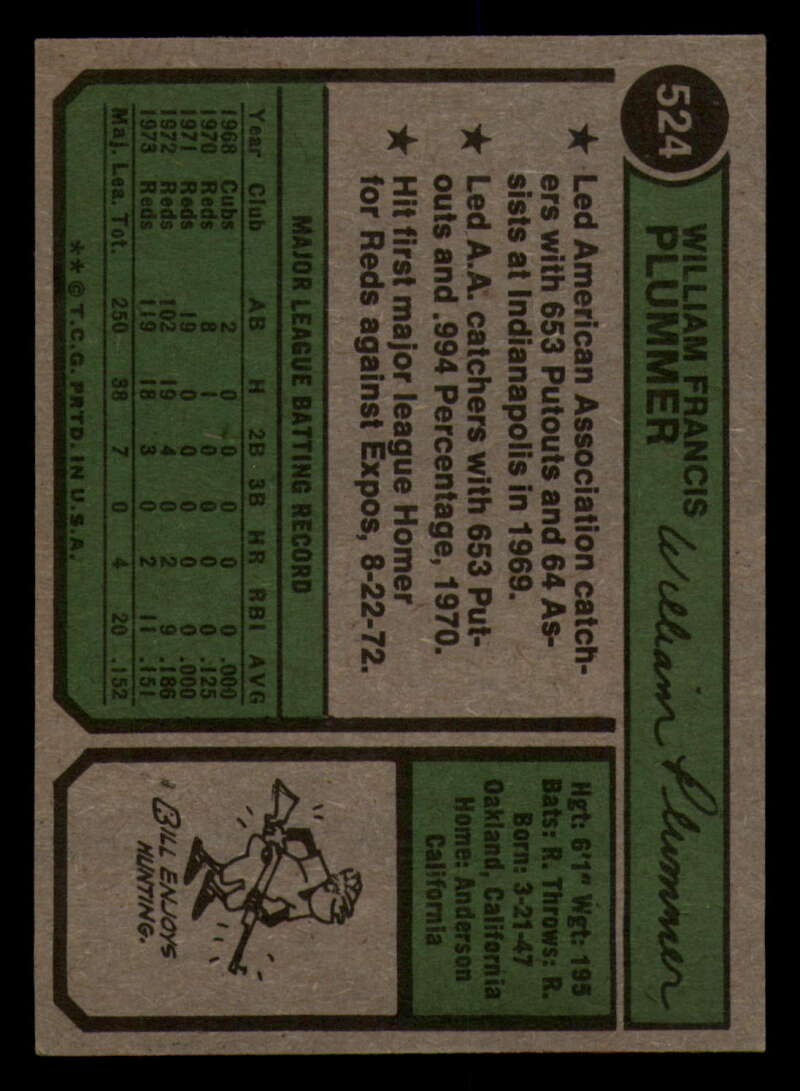 524
WILLIAM FRANCIS
PLUMMER
William Plummer
★ Led American Association catch-
ers with 653 Putouts and 64 As-
sists at Indianapolis in 1969.
★ Led A.A. catchers with 653 Put-
outs and .994 Percentage, 1970.
★ Hit first major league Homer
for Reds against Expos, 8-22-72.
MAJOR LEAGUE BATTING RECORD
Year Club AB H 2B 3B HR RBI AVG
1968 Cubs 2 0 0 0 0 0 .000
1970 Reds 8 1 0 0 0 0 .125
1971 Reds 19 0 0 0 0 0 .000
1972 Reds 102 19 4 0 2 9 .186
1973 Reds 119 18 3 0 2 11 .151
Maj. Lea. Tot. 250 38 7 0 4 20 .152
**© T.C.G. PRTD. IN U.S.A.
Hgt: 6'1" Wgt: 195
Bats: R. Throws: R.
Born: 3-21-47
Oakland, California
Home: Anderson
California
BILL ENJOYS
HUNTING.